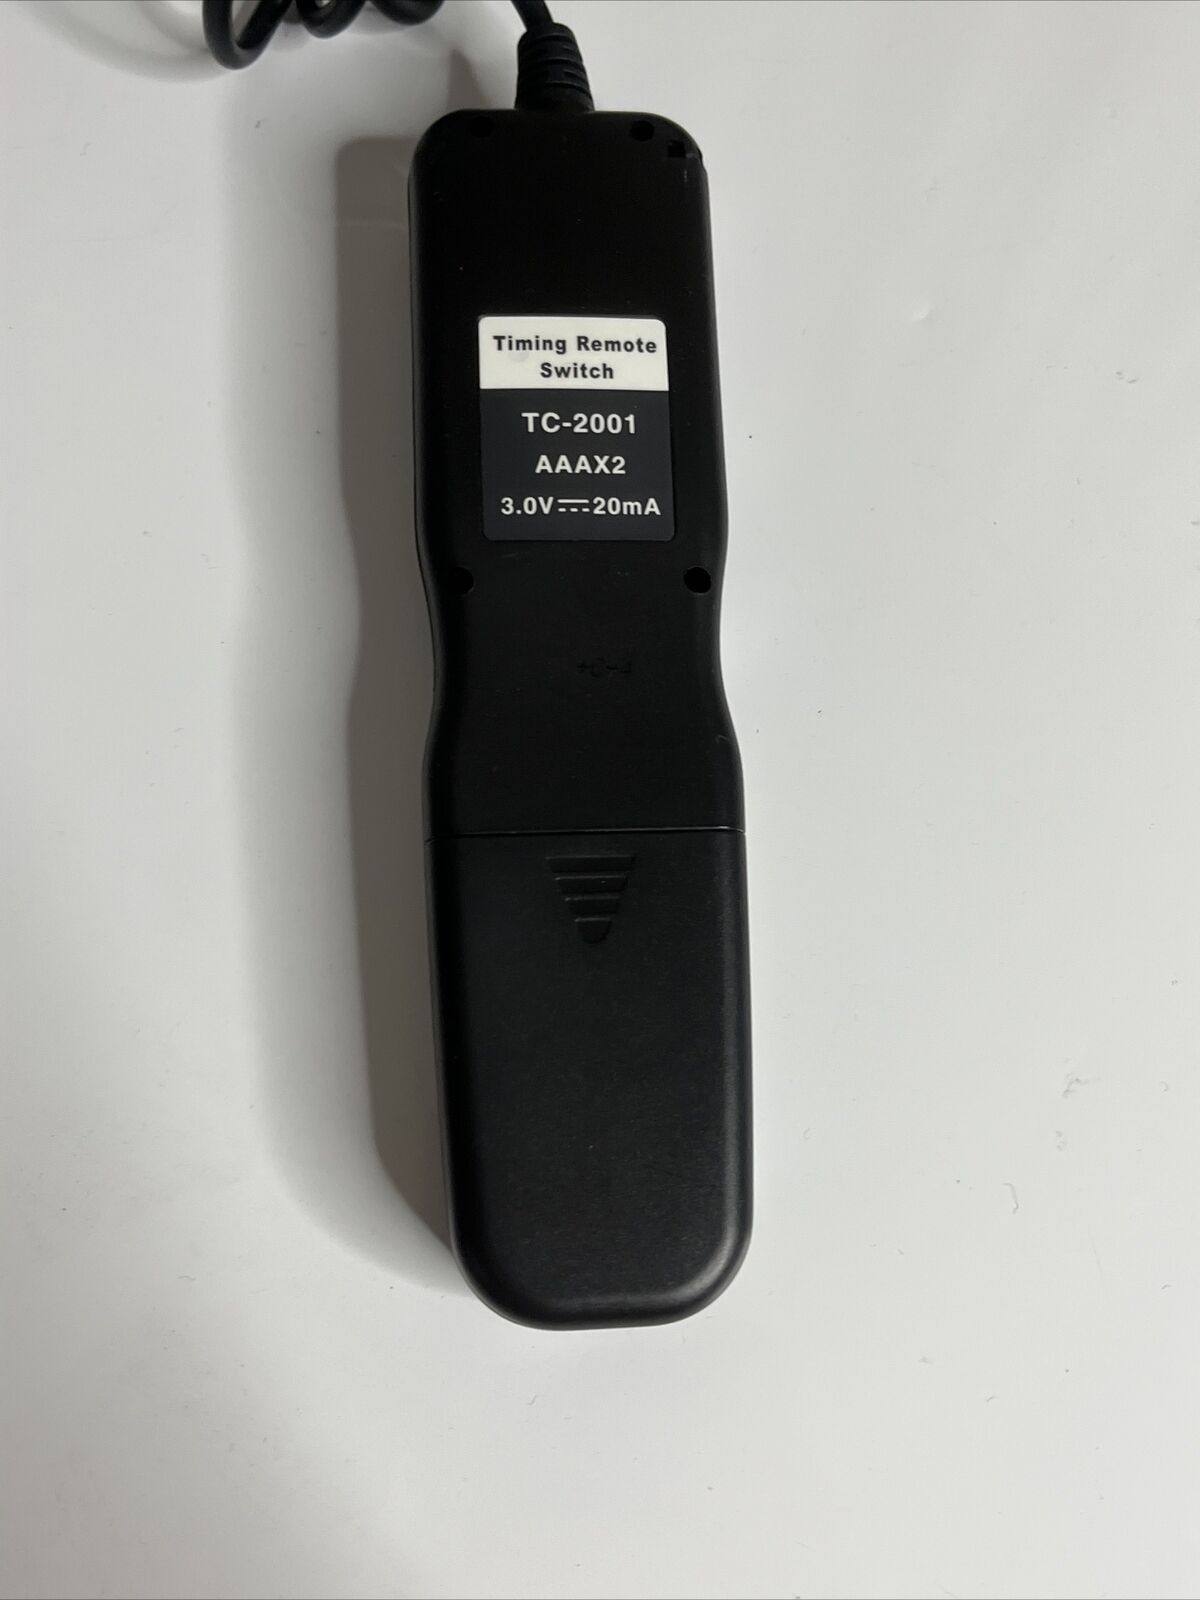 Timing Remote
Switch
TC-2001
AAAX2
3.0V⎓20mA